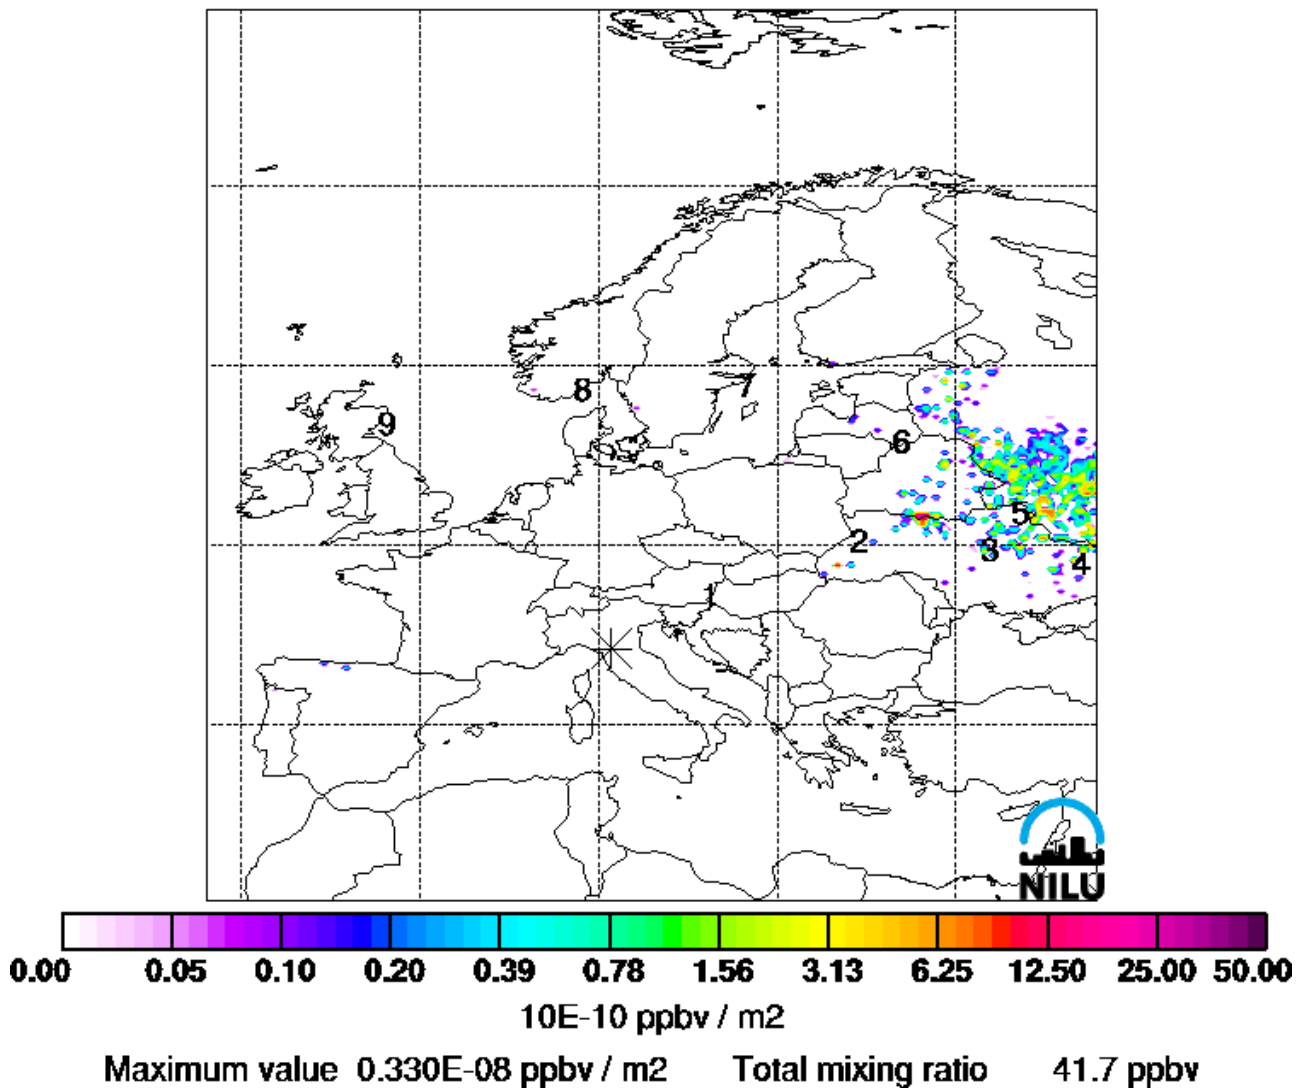 8
7
9
6
5
2
3
4
1
NILU
0.00 0.05 0.10 0.20 0.39 0.78 1.56 3.13 6.25 12.50 25.00 50.00
10E-10 ppbv / m2
Maximum value 0.330E-08 ppbv / m2 Total mixing ratio 41.7 ppbv